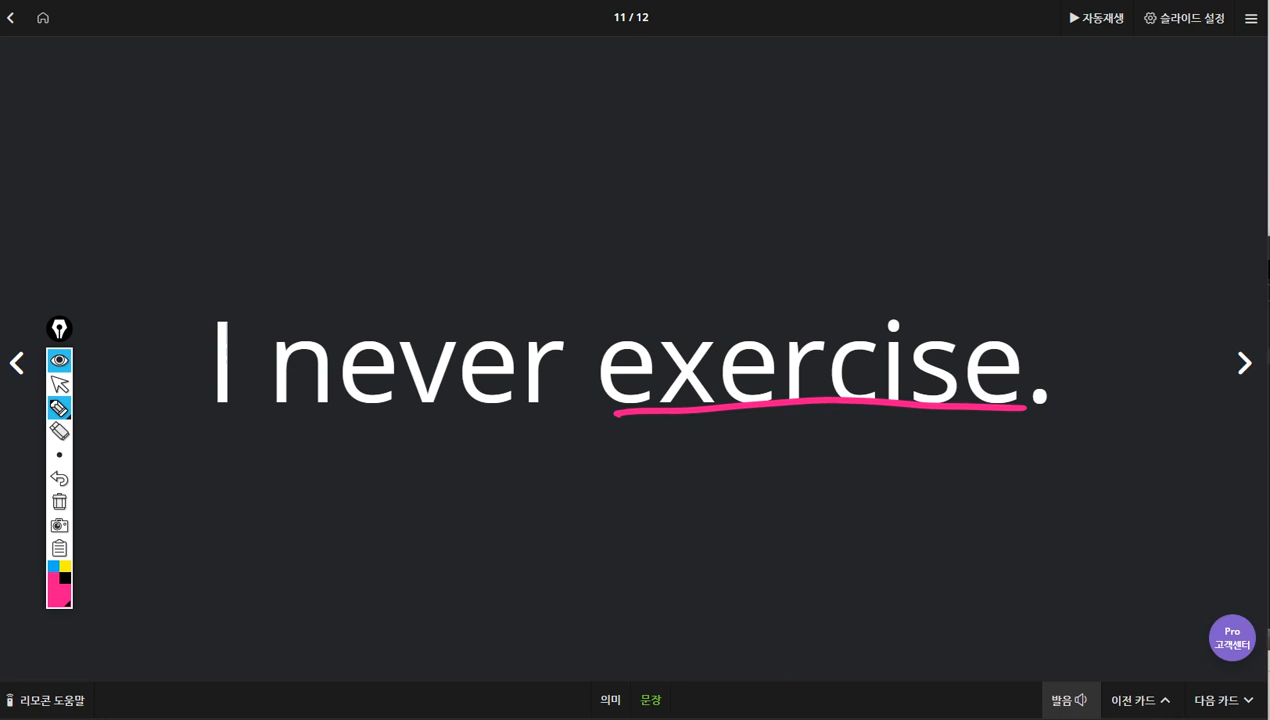 11 / 12
자동재생
슬라이드 설정
I never exercise.
Pro
고객센터
리모콘 도움말
의미
문장
발음
이전 카드
다음 카드